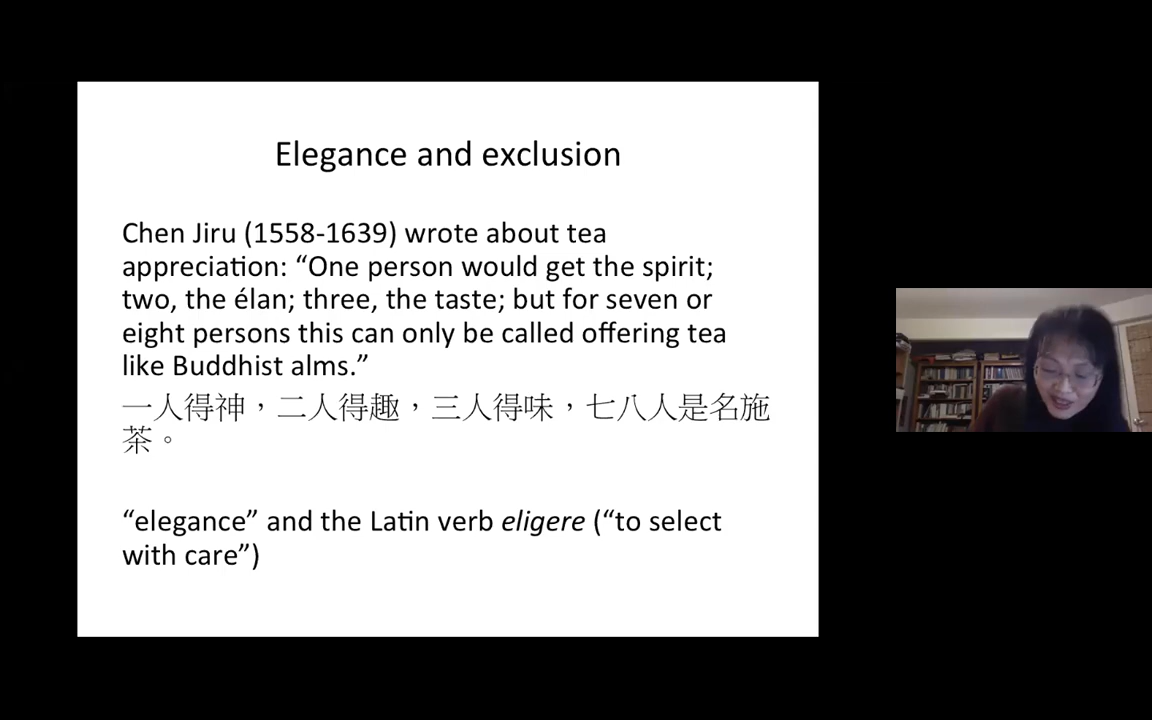 Elegance and exclusion
Chen Jiru (1558-1639) wrote about tea
appreciation: “One person would get the spirit;
two, the élan; three, the taste; but for seven or
eight persons this can only be called offering tea
like Buddhist alms.”
一人得神，二人得趣，三人得味，七八人是名施
茶。
“elegance” and the Latin verb eligere (“to select
with care”)